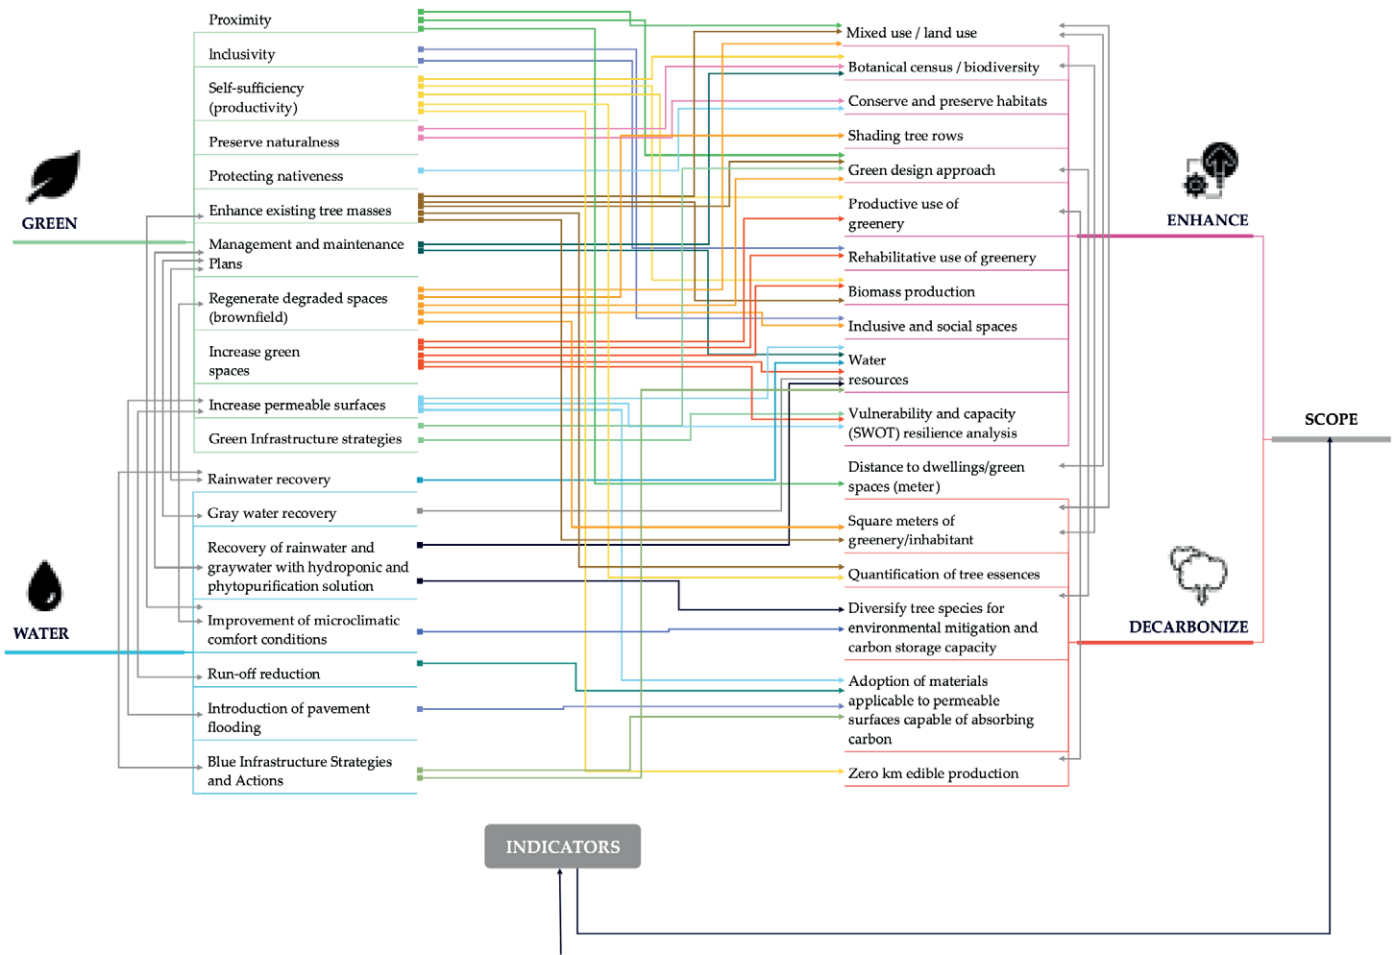 Proximity
Inclusivity
Self-sufficiency
(productivity)
Preserve naturalness
Protecting nativeness
Enhance existing tree masses
Management and maintenance
Plans
Regenerate degraded spaces
(brownfield)
Increase green
spaces
Increase permeable surfaces
Green Infrastructure strategies
GREEN
Rainwater recovery
Gray water recovery
Recovery of rainwater and
graywater with hydroponic and
phytopurification solution
Improvement of microclimatic
comfort conditions
Run-off reduction
Introduction of pavement
flooding
Blue Infrastructure Strategies
and Actions
WATER
Mixed use / land use
Botanical census / biodiversity
Conserve and preserve habitats
Shading tree rows
Green design approach
Productive use of
greenery
Rehabilitative use of greenery
Biomass production
Inclusive and social spaces
Water
resources
Vulnerability and capacity
(SWOT) resilience analysis
ENHANCE
Distance to dwellings/green
spaces (meter)
Square meters of
greenery/inhabitant
Quantification of tree essences
Diversify tree species for
environmental mitigation and
carbon storage capacity
Adoption of materials
applicable to permeable
surfaces capable of absorbing
carbon
Zero km edible production
DECARBONIZE
SCOPE
INDICATORS